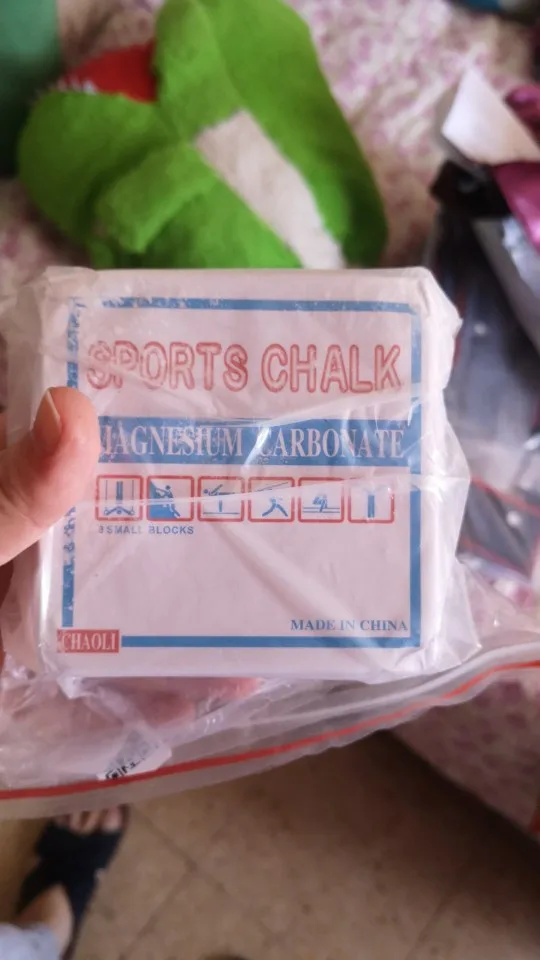 SPORTS CHALK
MAGNESIUM CARBONATE
8 SMALL BLOCKS
MADE IN CHINA
CHAOLI